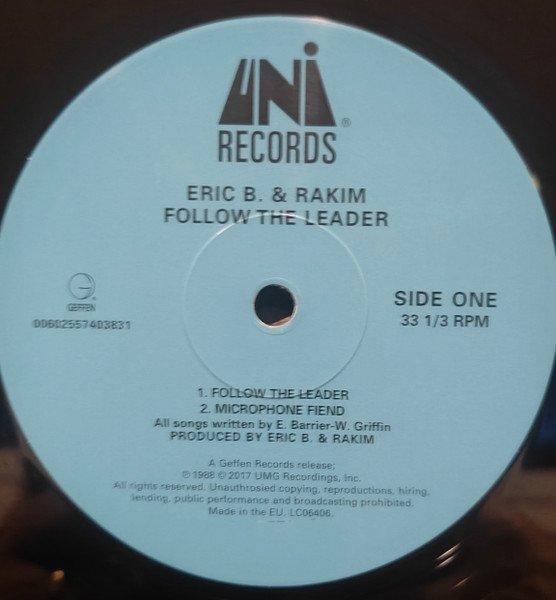 UNI
RECORDS
®
ERIC B. & RAKIM
FOLLOW THE LEADER
G
GEFFEN
00602557403831
SIDE ONE
33 1/3 RPM
1. FOLLOW THE LEADER
2. MICROPHONE FIEND
All songs written by E. Barrier-W. Griffin
PRODUCED BY ERIC B. & RAKIM
A Geffen Records release;
℗ 1988 © 2017 UMG Recordings, Inc.
All rights reserved. Unauthrosied copying, reproductions, hiring,
lending, public performance and broadcasting prohibited.
Made in the EU. LC06406.